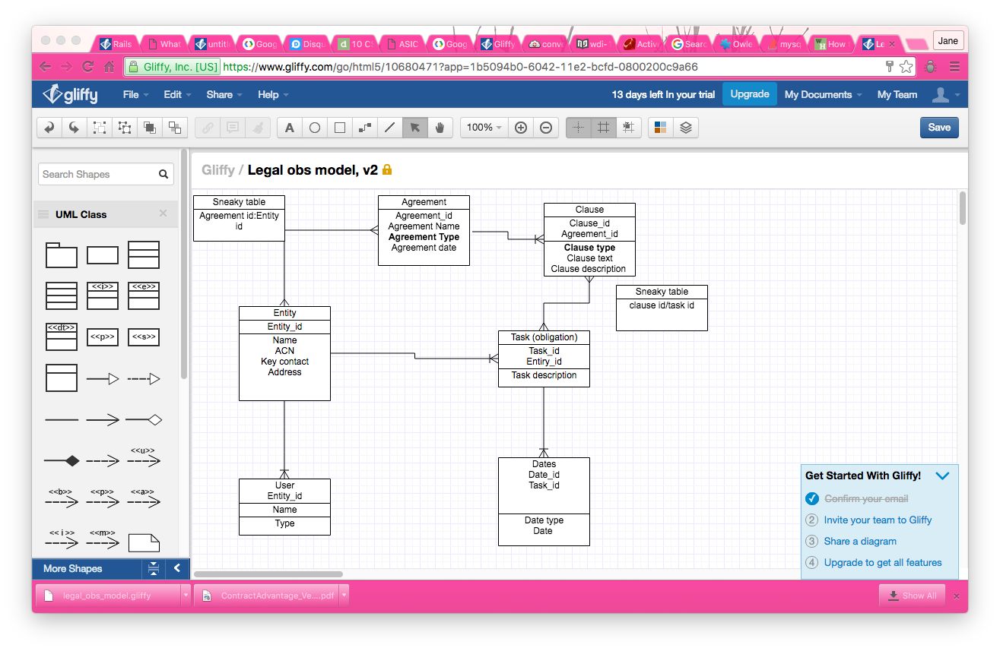 Rails
What
untitl
Goog
Disqu
10 C
ASIC
Goog
Gliffy
conv
wdi-
Activ
Searc
Owle
mysq
How
Le
Jane
Gliffy, Inc. [US]
https://www.gliffy.com/go/html5/10680471?app=1b5094b0-6042-11e2-bcfd-0800200c9a66
gliffy
File
Edit
Share
Help
13 days left In your trial
Upgrade
My Documents
My Team
A
100%
Save
Search Shapes
Gliffy / Legal obs model, v2
UML Class
<<i>>
<<e>>
<<dt>>
<<p>>
<<s>>
<<u>>
<<b>>
<<p>>
<<a>>
<< i >>
<<m>>
More Shapes
Sneaky table
Agreement id:Entity
id
Agreement
Agreement_id
Agreement Name
Agreement Type
Agreement date
Clause
Clause_id
Agreement_id
Clause type
Clause text
Clause description
Sneaky table
clause id/task id
Entity
Entity_id
Name
ACN
Key contact
Address
Task (obligation)
Task_id
Entiry_id
Task description
User
Entity_id
Name
Type
Dates
Date_id
Task_id
Date type
Date
Get Started With Gliffy!
Confirm your email
2 Invite your team to Gliffy
3 Share a diagram
4 Upgrade to get all features
legal_obs_model.gliffy
ContractAdvantage_Ve....pdf
Show All